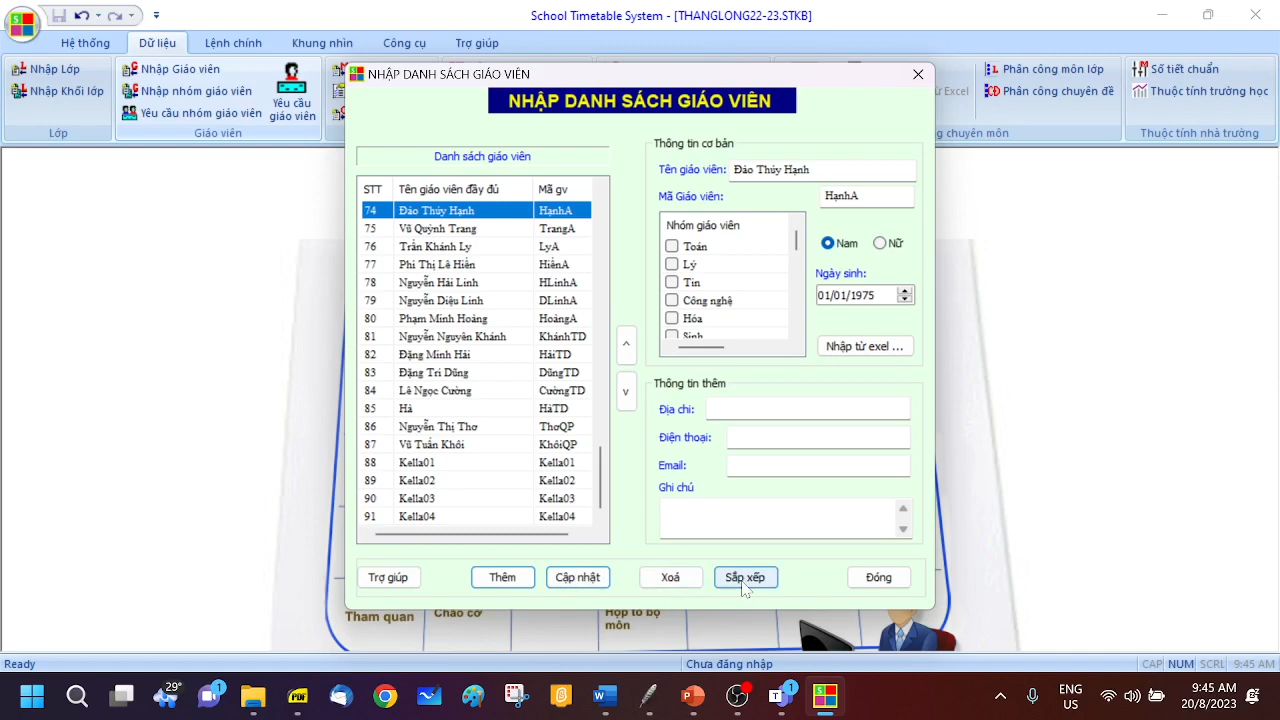 School Timetable System - [THANGLONG22-23.STKB]
Hệ thống Dữ liệu Lệnh chính Khung nhìn Công cụ Trợ giúp
Nhập Lớp
Nhập Khối lớp
Lớp
Nhập Giáo viên
Nhập nhóm giáo viên
Yêu cầu nhóm giáo viên
Yêu cầu
giáo viên
Giáo viên
Excel
Phân công môn lớp
Phân công chuyên đề
g chuyên môn
Số tiết chuẩn
Thuộc tính trường học
Thuộc tính nhà trường
NHẬP DANH SÁCH GIÁO VIÊN
NHẬP DANH SÁCH GIÁO VIÊN
Danh sách giáo viên
STT Tên giáo viên đầy đủ Mã gv
74 Đào Thúy Hạnh HạnhA
75 Vũ Quỳnh Trang TrangA
76 Trần Khánh Ly LyA
77 Phi Thị Lê Hiền HiềnA
78 Nguyễn Hải Linh HLinhA
79 Nguyễn Diệu Linh DLinhA
80 Phạm Minh Hoàng HoàngA
81 Nguyễn Nguyên Khánh KhánhTD
82 Đặng Minh Hải HảiTD
83 Đặng Trí Dũng DũngTD
84 Lê Ngọc Cường CườngTD
85 Hà HàTD
86 Nguyễn Thị Thơ ThơQP
87 Vũ Tuấn Khôi KhôiQP
88 Kella01 Kella01
89 Kella02 Kella02
90 Kella03 Kella03
91 Kella04 Kella04
^
v
Thông tin cơ bản
Tên giáo viên: Đào Thúy Hạnh
Mã Giáo viên: HạnhA
Nhóm giáo viên
Toán
Lý
Tin
Công nghệ
Hóa
Sinh
Nam Nữ
Ngày sinh:
01/01/1975
Nhập từ exel ...
Thông tin thêm
Địa chỉ:
Điện thoại:
Email:
Ghi chú
Trợ giúp Thêm Cập nhật Xoá Sắp xếp Đóng
Tham quan
Chào cờ
Họp tổ bộ
môn
Ready Chưa đăng nhập CAP NUM SCRL 9:45 AM
29°
1
PDF
1
ENG
US
9:45 AM
20/8/2023